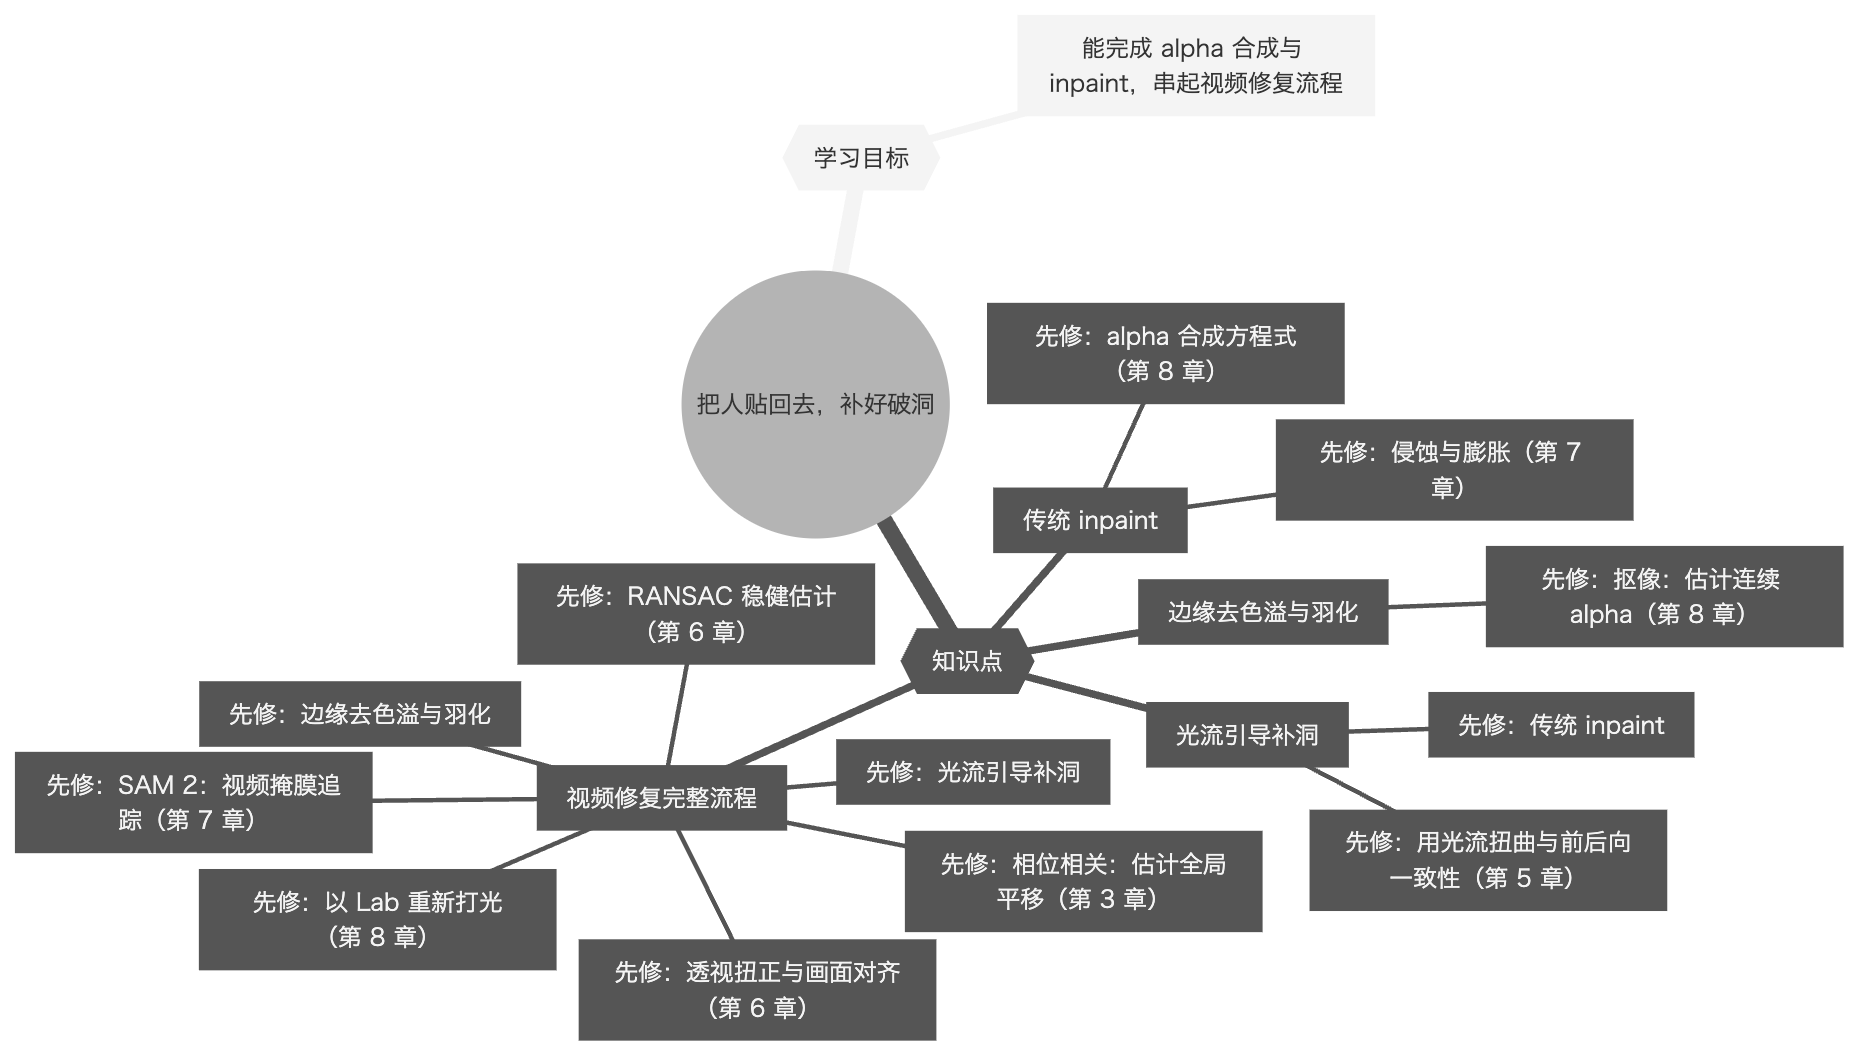 能完成 alpha 合成与
inpaint，串起视频修复流程
学习目标
把人贴回去，补好破洞
先修：alpha 合成方程式
（第 8 章）
先修：侵蚀与膨胀（第 7
章）
传统 inpaint
先修：抠像：估计连续
alpha（第 8 章）
边缘去色溢与羽化
知识点
先修：RANSAC 稳健估计
（第 6 章）
先修：边缘去色溢与羽化
先修：传统 inpaint
光流引导补洞
先修：光流引导补洞
先修：SAM 2：视频掩膜追
踪（第 7 章）
视频修复完整流程
先修：用光流扭曲与前后向
一致性（第 5 章）
先修：相位相关：估计全局
平移（第 3 章）
先修：以 Lab 重新打光
（第 8 章）
先修：透视扭正与画面对齐
（第 6 章）